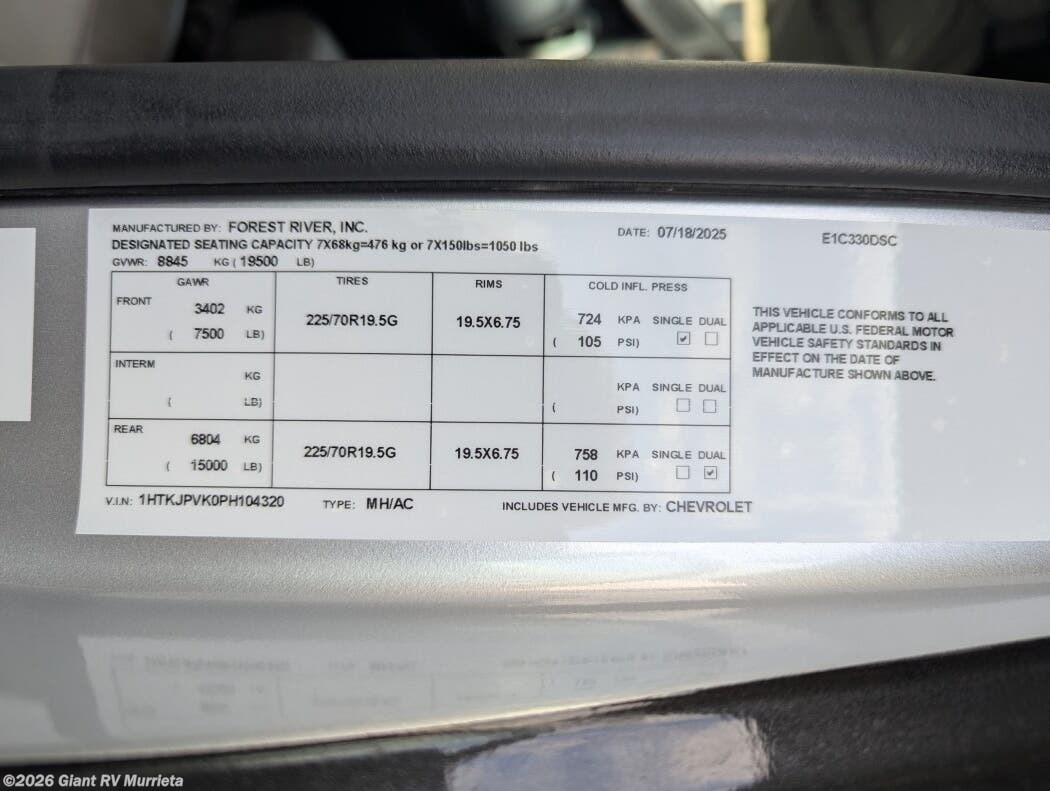 MANUFACTURED BY: FOREST RIVER, INC.
DATE: 07/18/2025
E1C330DSC
DESIGNATED SEATING CAPACITY 7X68kg=476 kg or 7X150lbs=1050 lbs
GVWR: 8845 KG ( 19500 LB)
GAWR TIRES RIMS COLD INFL. PRESS
FRONT
3402 KG
( 7500 LB)
225/70R19.5G
19.5X6.75
724 KPA SINGLE DUAL
( 105 PSI)
INTERM
KG
( LB)
KPA SINGLE DUAL
( PSI)
REAR
6804 KG
( 15000 LB)
225/70R19.5G
19.5X6.75
758 KPA SINGLE DUAL
( 110 PSI)
THIS VEHICLE CONFORMS TO ALL
APPLICABLE U.S. FEDERAL MOTOR
VEHICLE SAFETY STANDARDS IN
EFFECT ON THE DATE OF
MANUFACTURE SHOWN ABOVE.
V.I.N: 1HTKJPVK0PH104320 TYPE: MH/AC INCLUDES VEHICLE MFG. BY: CHEVROLET
©2026 Giant RV Murrieta